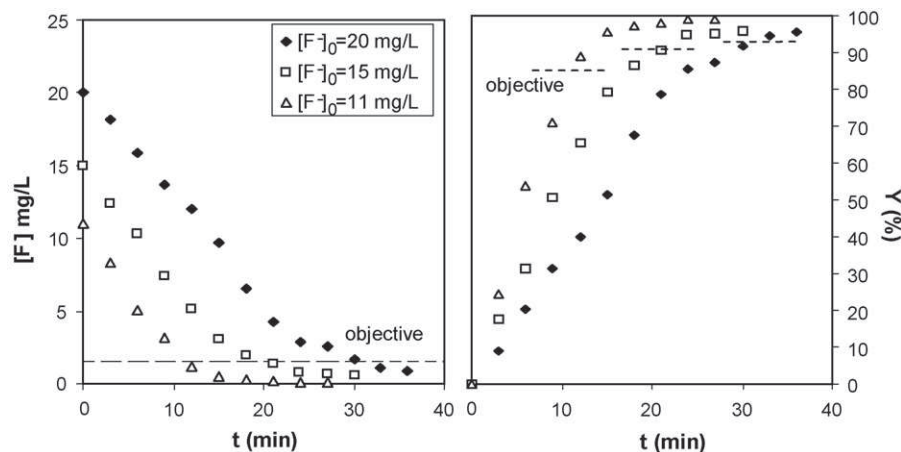 25
20
15
10
5
0
[F] mg/L
[F⁻]₀=20 mg/L
[F⁻]₀=15 mg/L
[F⁻]₀=11 mg/L
objective
0 10 20 30 40
t (min)
objective
100
90
80
70
60
50
40
30
20
10
0
Y (%)
0 10 20 30 40
t (min)